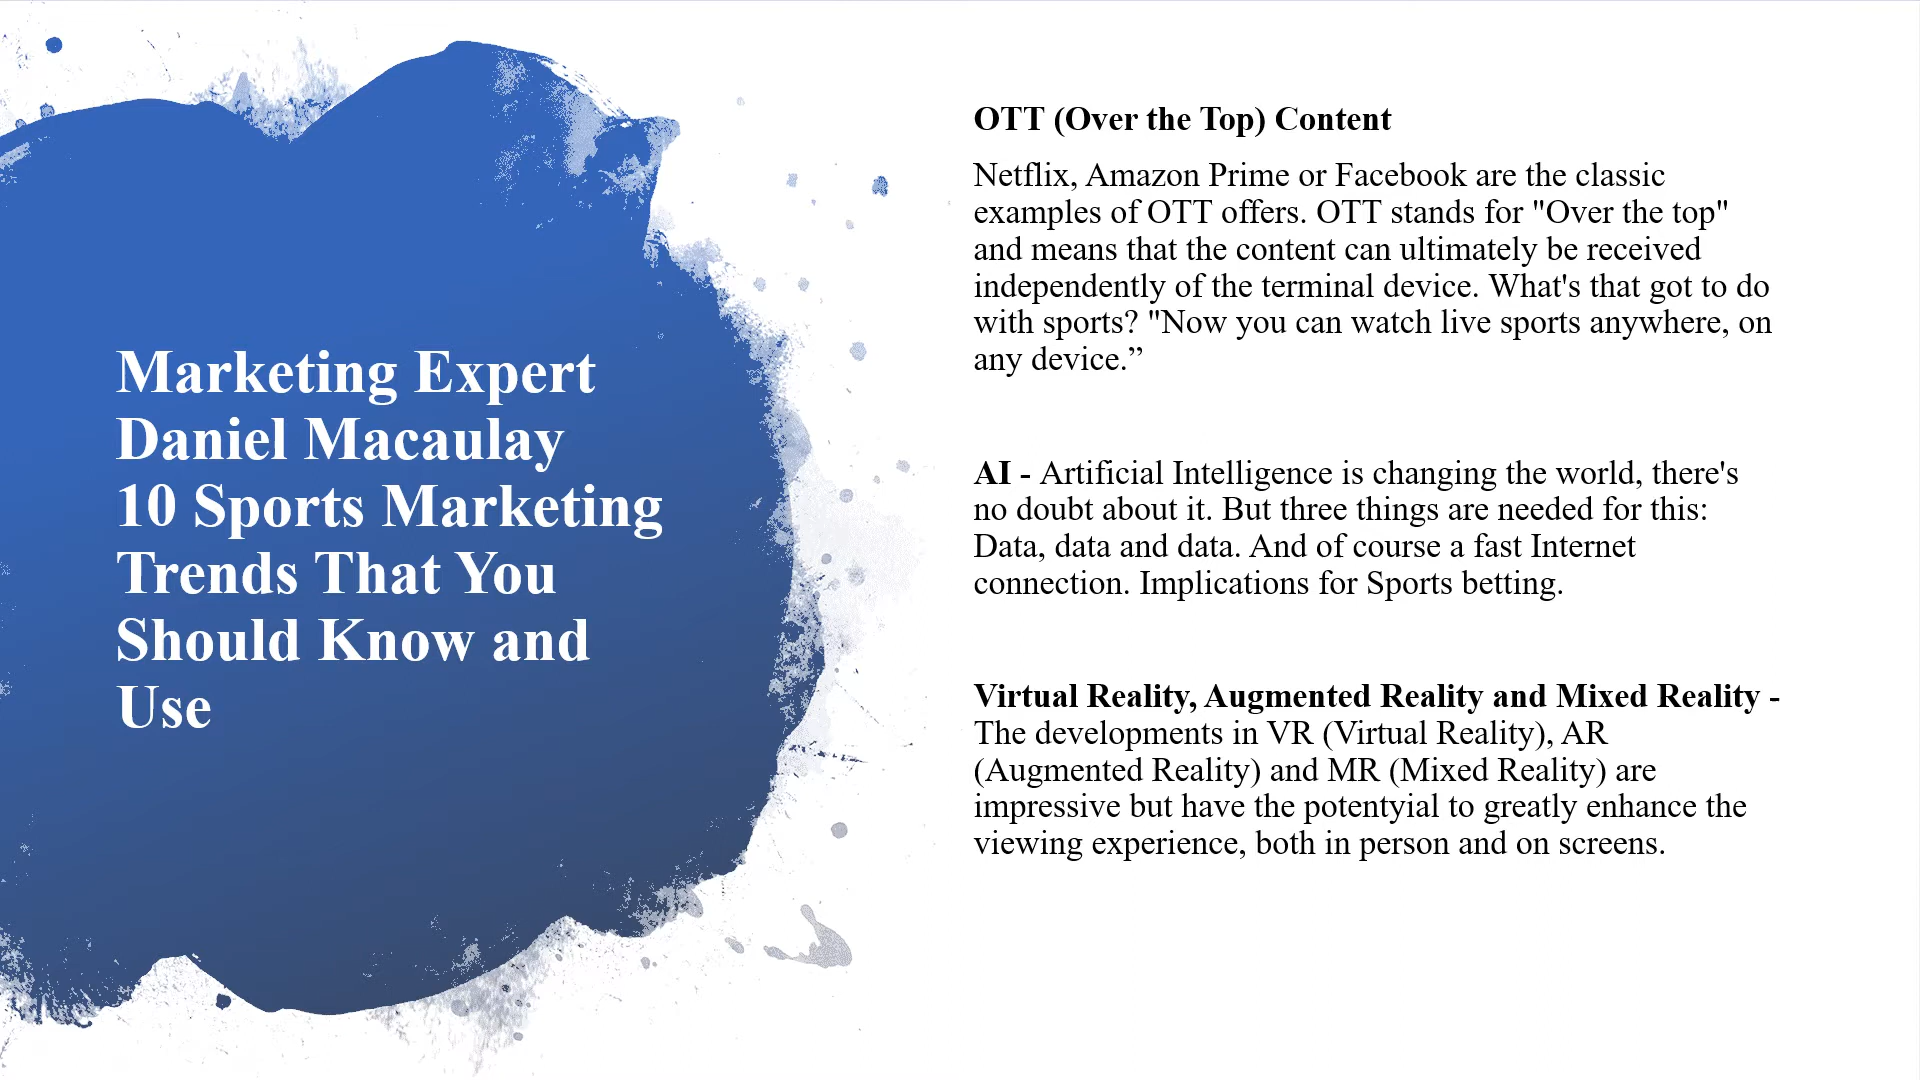 Marketing Expert
Daniel Macaulay
10 Sports Marketing
Trends That You
Should Know and
Use
OTT (Over the Top) Content
Netflix, Amazon Prime or Facebook are the classic
examples of OTT offers. OTT stands for "Over the top"
and means that the content can ultimately be received
independently of the terminal device. What's that got to do
with sports? "Now you can watch live sports anywhere, on
any device.”
AI - Artificial Intelligence is changing the world, there's
no doubt about it. But three things are needed for this:
Data, data and data. And of course a fast Internet
connection. Implications for Sports betting.
Virtual Reality, Augmented Reality and Mixed Reality -
The developments in VR (Virtual Reality), AR
(Augmented Reality) and MR (Mixed Reality) are
impressive but have the potentyial to greatly enhance the
viewing experience, both in person and on screens.